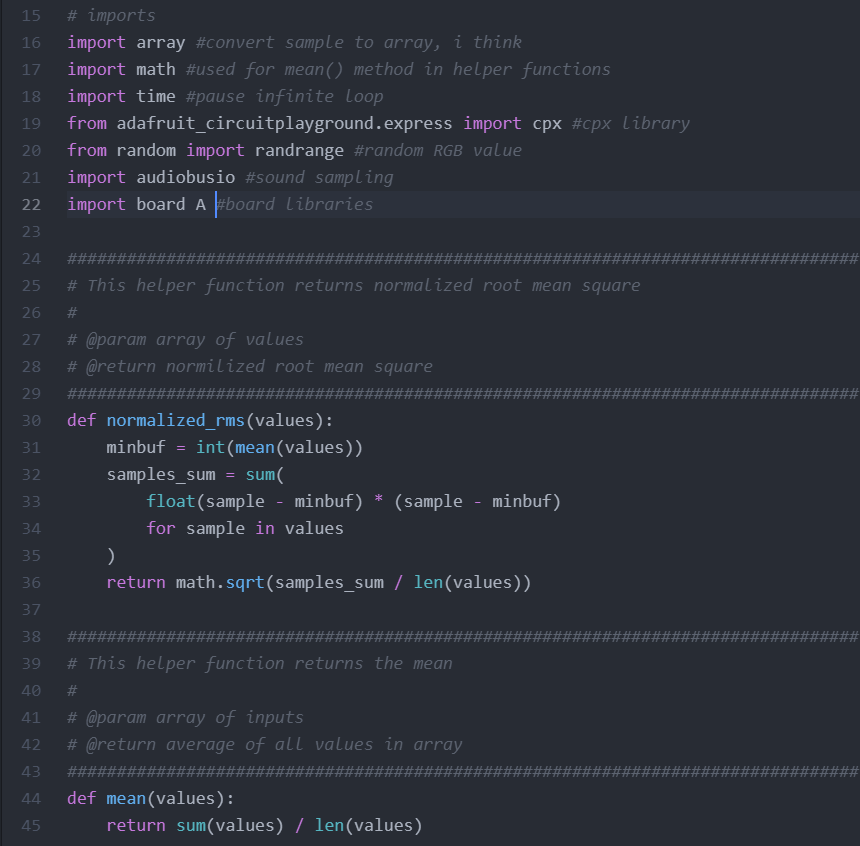 15 # imports
16 import array #convert sample to array, i think
17 import math #used for mean() method in helper functions
18 import time #pause infinite loop
19 from adafruit_circuitplayground.express import cpx #cpx library
20 from random import randrange #random RGB value
21 import audiobusio #sound sampling
22 import board A #board libraries
23
24 ################################################################################
25 # This helper function returns normalized root mean square
26 #
27 # @param array of values
28 # @return normilized root mean square
29 ################################################################################
30 def normalized_rms(values):
31     minbuf = int(mean(values))
32     samples_sum = sum(
33         float(sample - minbuf) * (sample - minbuf)
34         for sample in values
35     )
36     return math.sqrt(samples_sum / len(values))
37
38 ################################################################################
39 # This helper function returns the mean
40 #
41 # @param array of inputs
42 # @return average of all values in array
43 ################################################################################
44 def mean(values):
45     return sum(values) / len(values)